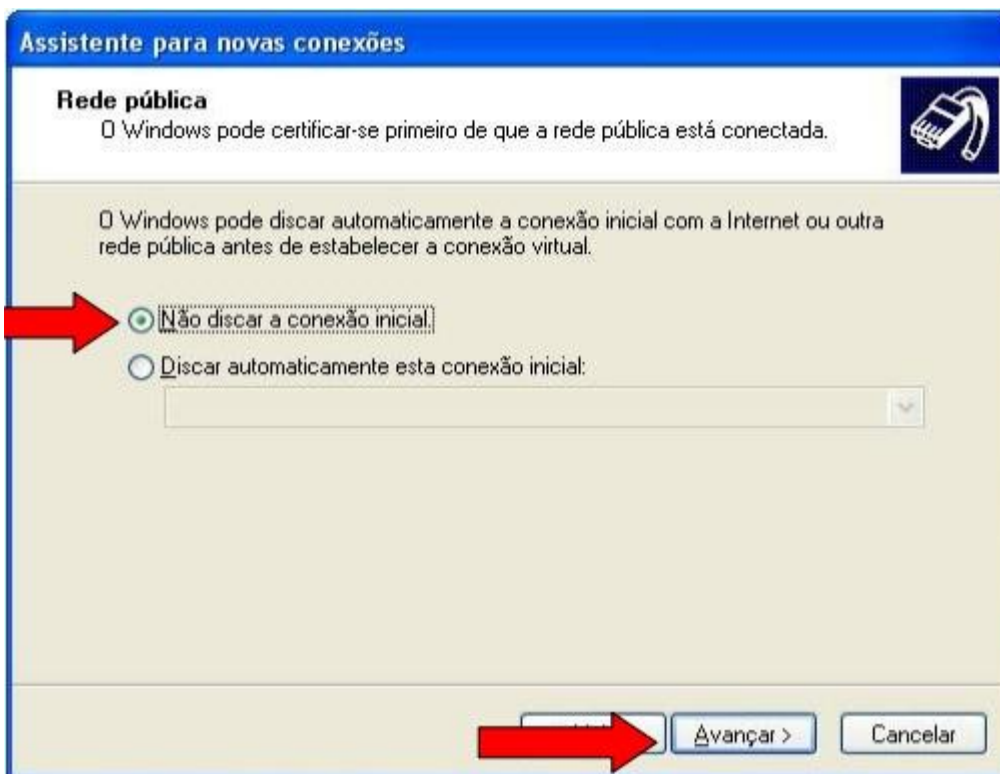 Assistente para novas conexões
Rede pública
O Windows pode certificar-se primeiro de que a rede pública está conectada.
O Windows pode discar automaticamente a conexão inicial com a Internet ou outra
rede pública antes de estabelecer a conexão virtual.
Não discar a conexão inicial.
Discar automaticamente esta conexão inicial:
Avançar > Cancelar